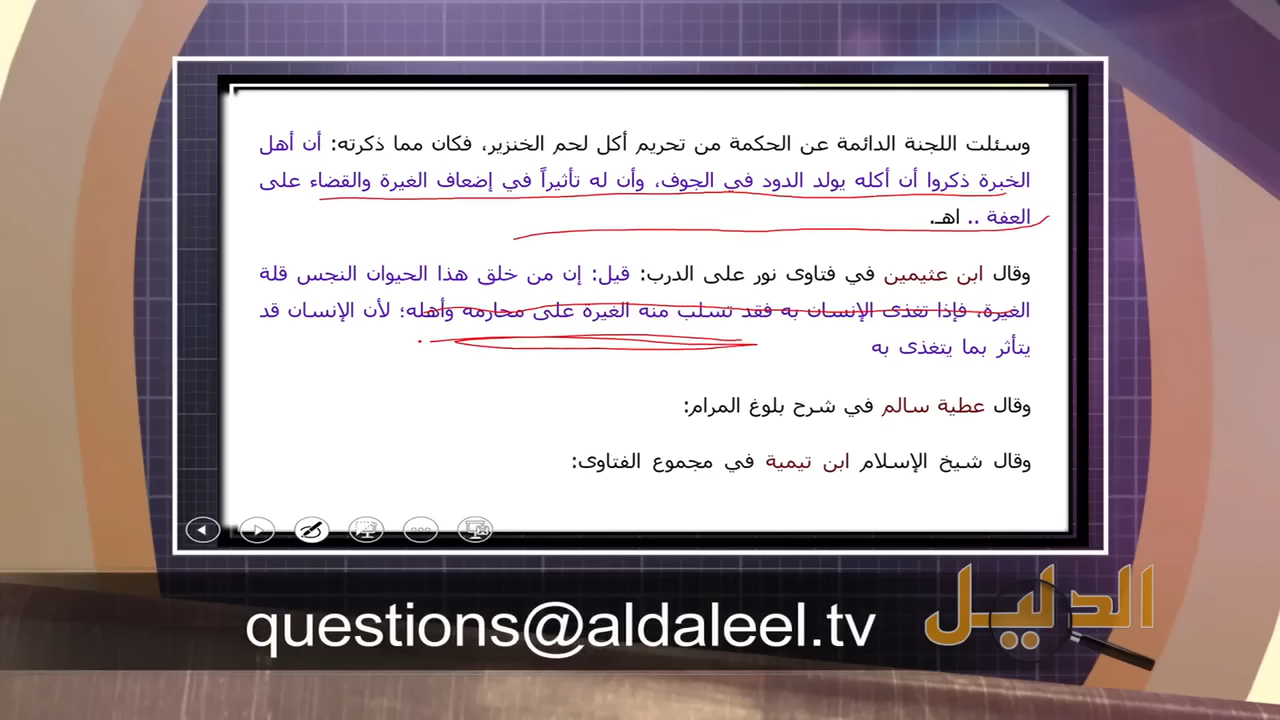 وسئلت اللجنة الدائمة عن الحكمة من تحريم أكل لحم الخنزير، فكان مما ذكرته: أن أهل
الخبرة ذكروا أن أكله يولد الدود في الجوف، وأن له تأثيراً في إضعاف الغيرة والقضاء على
العفة .. اهـ.
وقال ابن عثيمين في فتاوى نور على الدرب: قيل: إن من خلق هذا الحيوان النجس قلة
الغيرة، فإذا تغذى الإنسان به فقد تسلب منه الغيرة على محارمه وأهله؛ لأن الإنسان قد
يتأثر بما يتغذى به
وقال عطية سالم في شرح بلوغ المرام:
وقال شيخ الإسلام ابن تيمية في مجموع الفتاوى:
الدليل
questions@aldaleel.tv